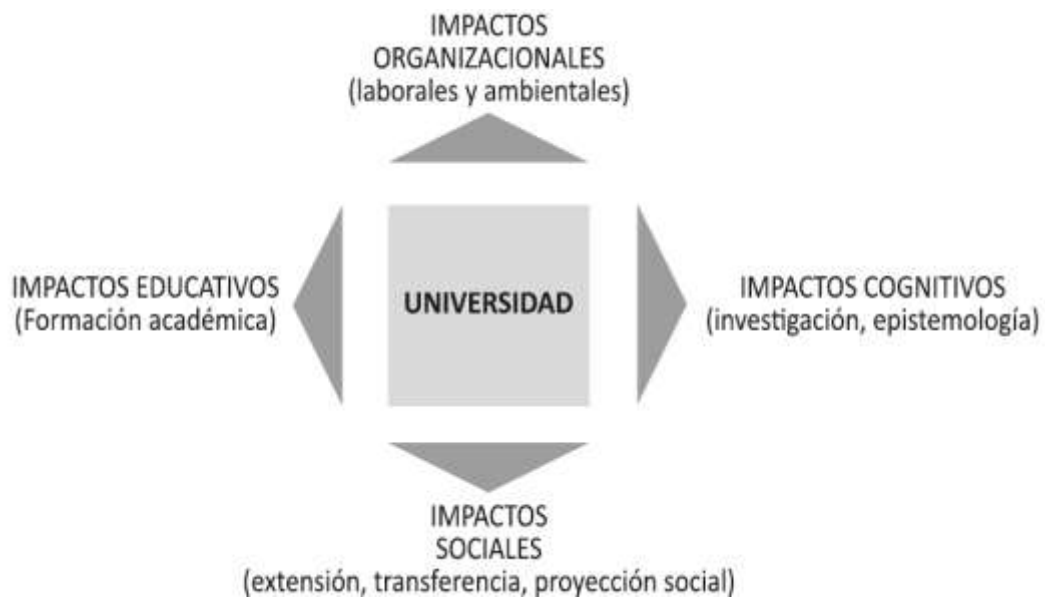 IMPACTOS
ORGANIZACIONALES
(laborales y ambientales)
IMPACTOS EDUCATIVOS
(Formación académica)
UNIVERSIDAD
IMPACTOS COGNITIVOS
(investigación, epistemología)
IMPACTOS
SOCIALES
(extensión, transferencia, proyección social)